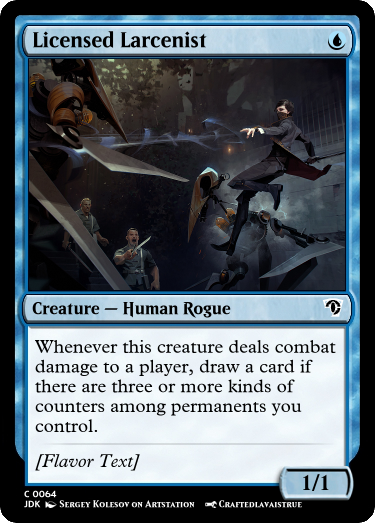 Licensed Larcenist
Creature — Human Rogue
Whenever this creature deals combat
damage to a player, draw a card if
there are three or more kinds of
counters among permanents you
control.
[Flavor Text]
1/1
C 0064
JDK Sergey Kolesov on Artstation Craftedlavaistrue